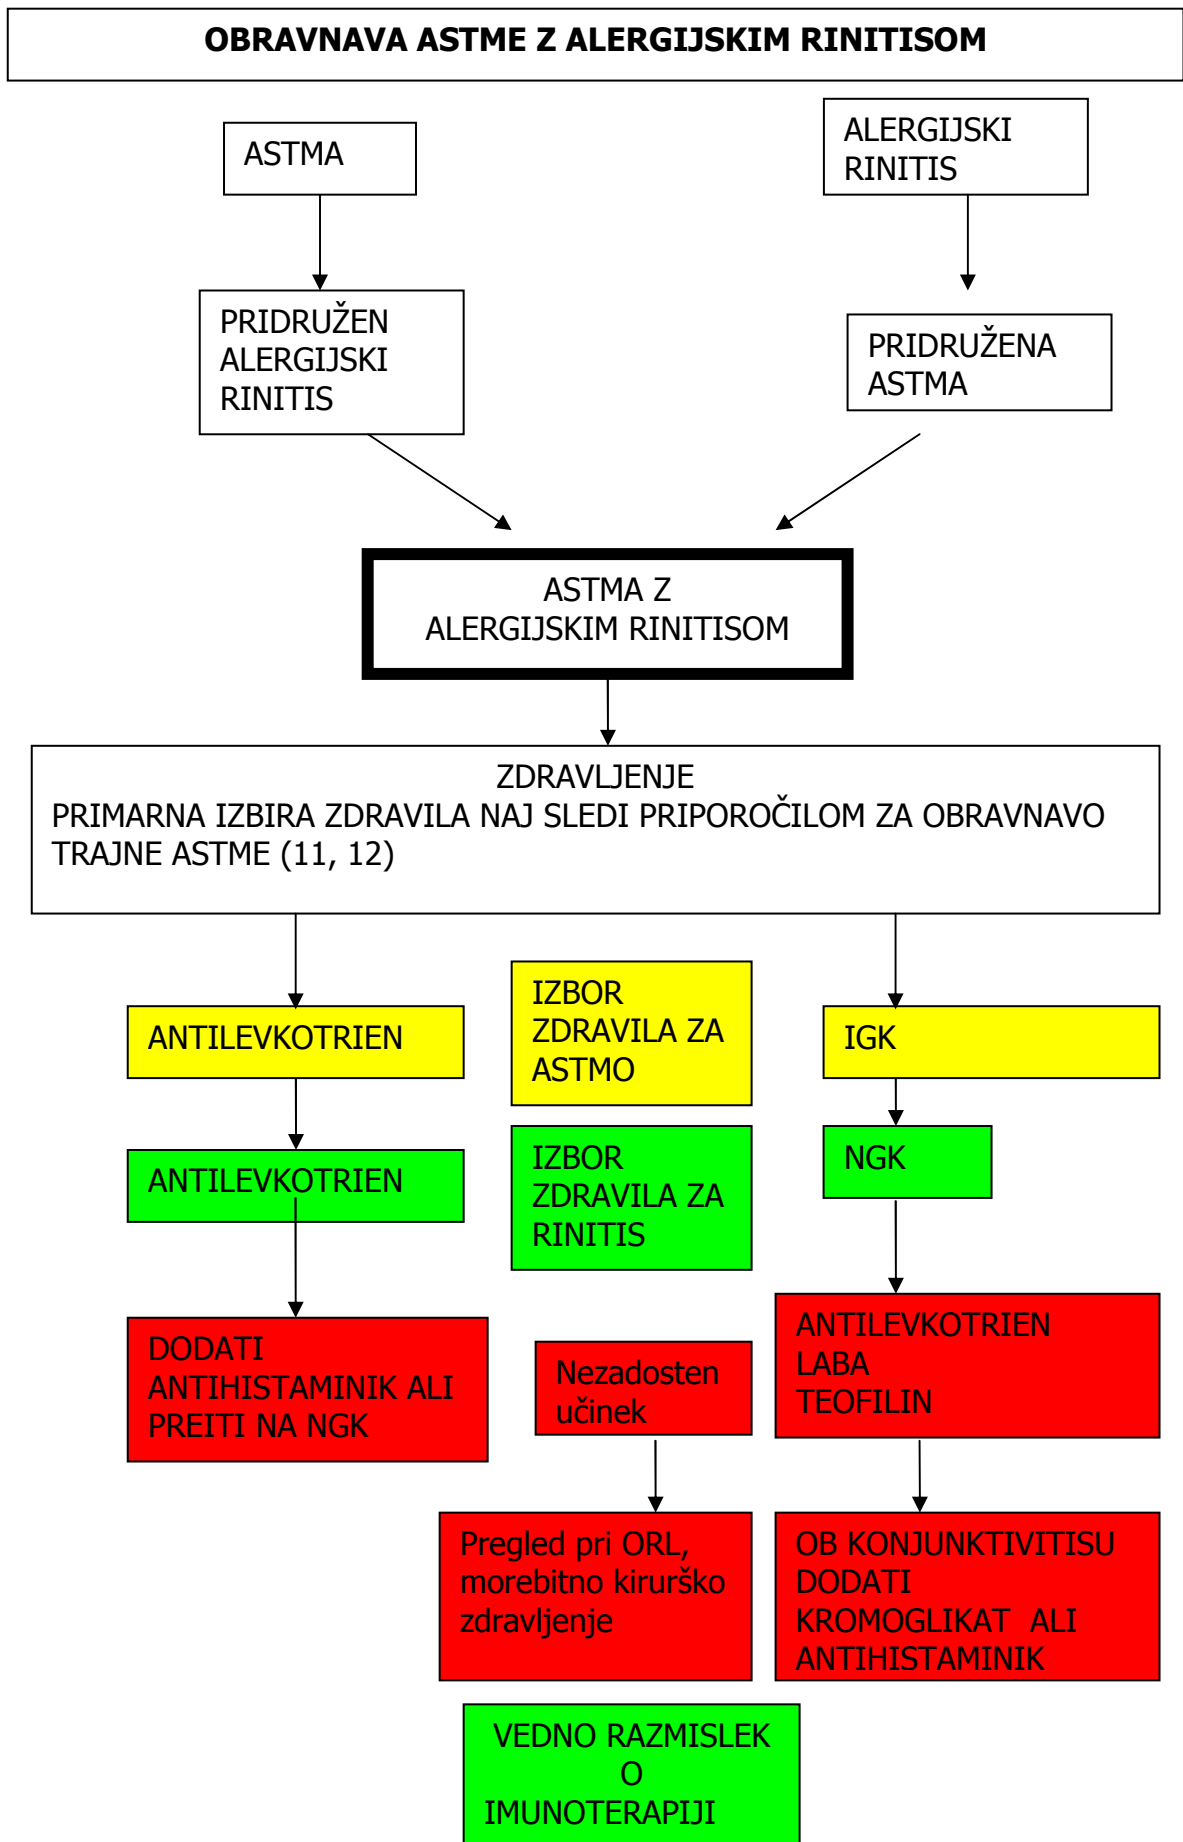 OBRAVNAVA ASTME Z ALERGIJSKIM RINITISOM
ASTMA
ALERGIJSKI
RINITIS
PRIDRUŽEN
ALERGIJSKI
RINITIS
PRIDRUŽENA
ASTMA
ASTMA Z
ALERGIJSKIM RINITISOM
ZDRAVLJENJE
PRIMARNA IZBIRA ZDRAVILA NAJ SLEDI PRIPOROČILOM ZA OBRAVNAVO
TRAJNE ASTME (11, 12)
ANTILEVKOTRIEN
IZBOR
ZDRAVILA ZA
ASTMO
IGK
ANTILEVKOTRIEN
IZBOR
ZDRAVILA ZA
RINITIS
NGK
DODATI
ANTIHISTAMINIK ALI
PREITI NA NGK
Nezadosten
učinek
ANTILEVKOTRIEN
LABA
TEOFILIN
Pregled pri ORL,
morebitno kirurško
zdravljenje
OB KONJUNKTIVITISU
DODATI
KROMOGLIKAT ALI
ANTIHISTAMINIK
VEDNO RAZMISLEK
O
IMUNOTERAPIJI